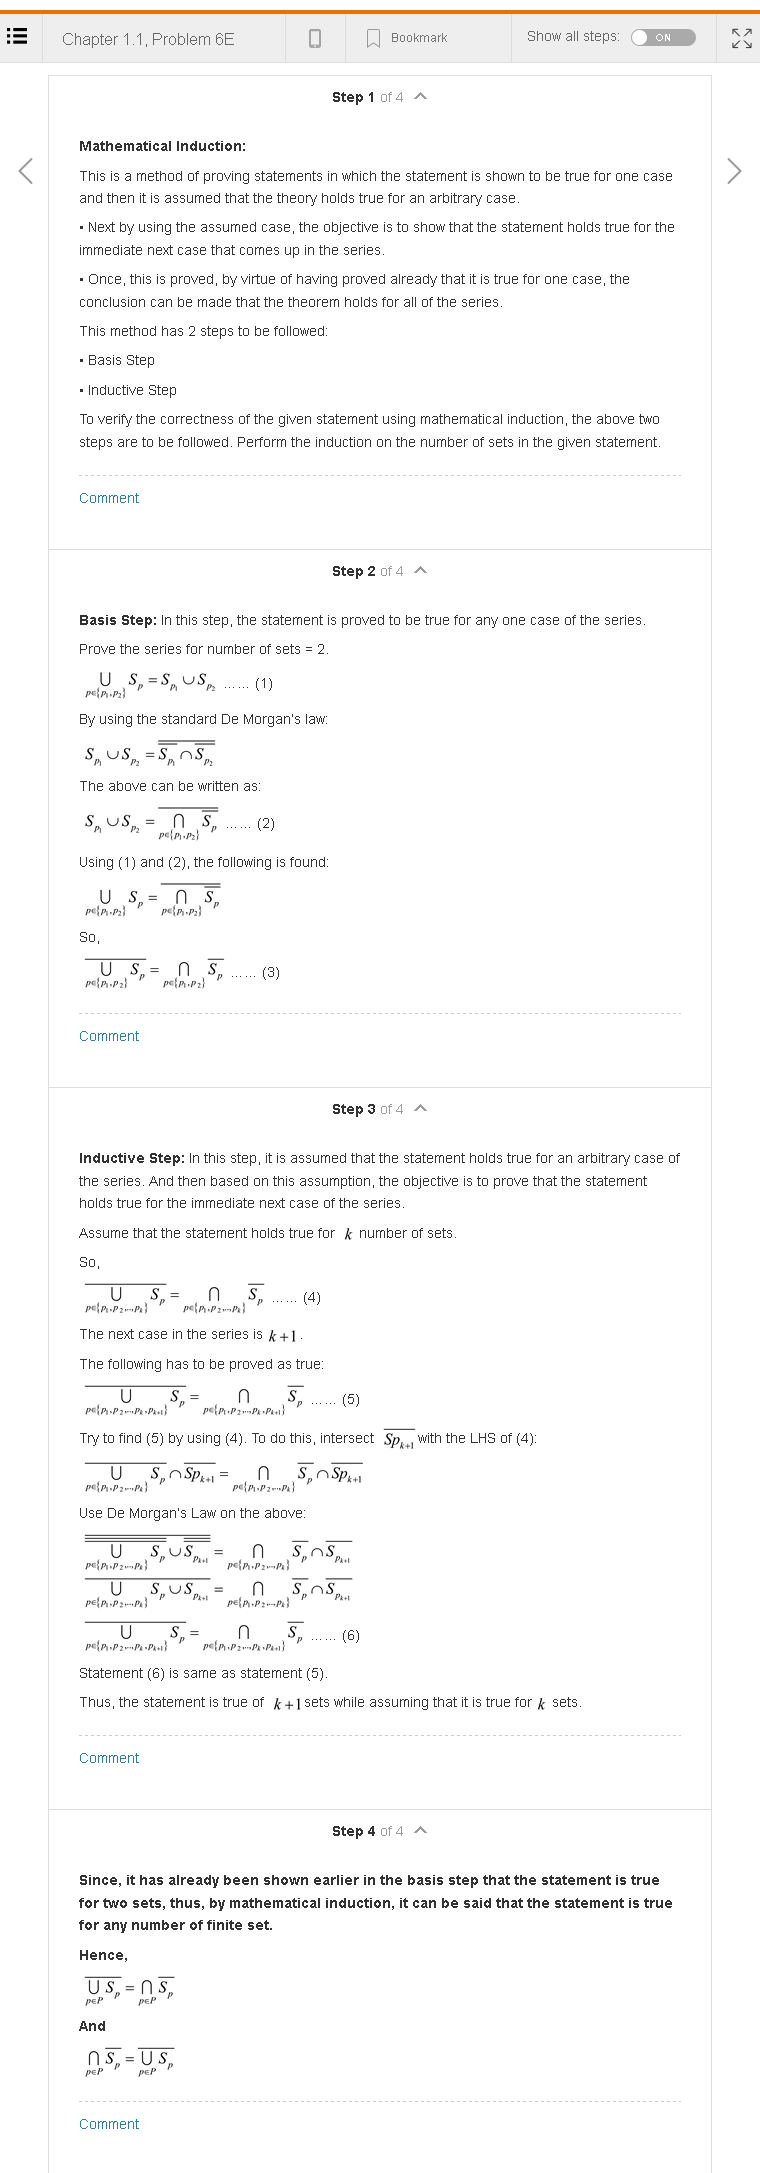 Chapter 1.1, Problem 6E
Bookmark
Show all steps: ON
Step 1 of 4
Mathematical Induction:
This is a method of proving statements in which the statement is shown to be true for one case
and then it is assumed that the theory holds true for an arbitrary case.
• Next by using the assumed case, the objective is to show that the statement holds true for the
immediate next case that comes up in the series.
• Once, this is proved, by virtue of having proved already that it is true for one case, the
conclusion can be made that the theorem holds for all of the series.
This method has 2 steps to be followed:
• Basis Step
• Inductive Step
To verify the correctness of the given statement using mathematical induction, the above two
steps are to be followed. Perform the induction on the number of sets in the given statement.
Comment
Step 2 of 4
Basis Step: In this step, the statement is proved to be true for any one case of the series.
Prove the series for number of sets = 2.
$\bigcup_{p\in\{p_1,p_2\}} S_p = S_{p_1} \cup S_{p_2}$ ...... (1)
By using the standard De Morgan's law:
$S_{p_1} \cup S_{p_2} = \overline{\overline{\overline{S_{p_1}} \cap \overline{S_{p_2}}}}$
The above can be written as:
$S_{p_1} \cup S_{p_2} = \overline{\bigcap_{p\in\{p_1,p_2\}} \overline{\overline{S_p}}}$ ...... (2)
Using (1) and (2), the following is found:
$\bigcup_{p\in\{p_1,p_2\}} S_p = \overline{\bigcap_{p\in\{p_1,p_2\}} \overline{\overline{S_p}}}$
So,
$\overline{\bigcup_{p\in\{p_1,p_2\}} S_p} = \bigcap_{p\in\{p_1,p_2\}} \overline{S_p}$ ...... (3)
Comment
Step 3 of 4
Inductive Step: In this step, it is assumed that the statement holds true for an arbitrary case of
the series. And then based on this assumption, the objective is to prove that the statement
holds true for the immediate next case of the series.
Assume that the statement holds true for k number of sets.
So,
$\overline{\bigcup_{p\in\{p_1,p_2,...,p_k\}} S_p} = \bigcap_{p\in\{p_1,p_2,...,p_k\}} \overline{S_p}$ ...... (4)
The next case in the series is k+1.
The following has to be proved as true:
$\overline{\bigcup_{p\in\{p_1,p_2,...,p_k,p_{k+1}\}} S_p} = \bigcap_{p\in\{p_1,p_2,...,p_k,p_{k+1}\}} \overline{S_p}$ ...... (5)
Try to find (5) by using (4). To do this, intersect $\overline{Sp_{k+1}}$ with the LHS of (4):
$\overline{\bigcup_{p\in\{p_1,p_2,...,p_k\}} S_p} \cap \overline{Sp_{k+1}} = \bigcap_{p\in\{p_1,p_2,...,p_k\}} \overline{S_p} \cap \overline{Sp_{k+1}}$
Use De Morgan's Law on the above:
$\overline{\overline{\overline{\bigcup_{p\in\{p_1,p_2,...,p_k\}} S_p}} \cup \overline{\overline{S_{p_{k+1}}}}} = \bigcap_{p\in\{p_1,p_2,...,p_k\}} \overline{S_p} \cap \overline{S_{p_{k+1}}}$
$\overline{\bigcup_{p\in\{p_1,p_2,...,p_k\}} S_p \cup S_{p_{k+1}}} = \bigcap_{p\in\{p_1,p_2,...,p_k\}} \overline{S_p} \cap \overline{S_{p_{k+1}}}$
$\overline{\bigcup_{p\in\{p_1,p_2,...,p_k,p_{k+1}\}} S_p} = \bigcap_{p\in\{p_1,p_2,...,p_k,p_{k+1}\}} \overline{S_p}$ ...... (6)
Statement (6) is same as statement (5).
Thus, the statement is true of k+1 sets while assuming that it is true for k sets.
Comment
Step 4 of 4
Since, it has already been shown earlier in the basis step that the statement is true
for two sets, thus, by mathematical induction, it can be said that the statement is true
for any number of finite set.
Hence,
$\overline{\bigcup_{p\in P} S_p} = \bigcap_{p\in P} \overline{S_p}$
And
$\bigcap_{p\in P} \overline{S_p} = \overline{\bigcup_{p\in P} S_p}$
Comment